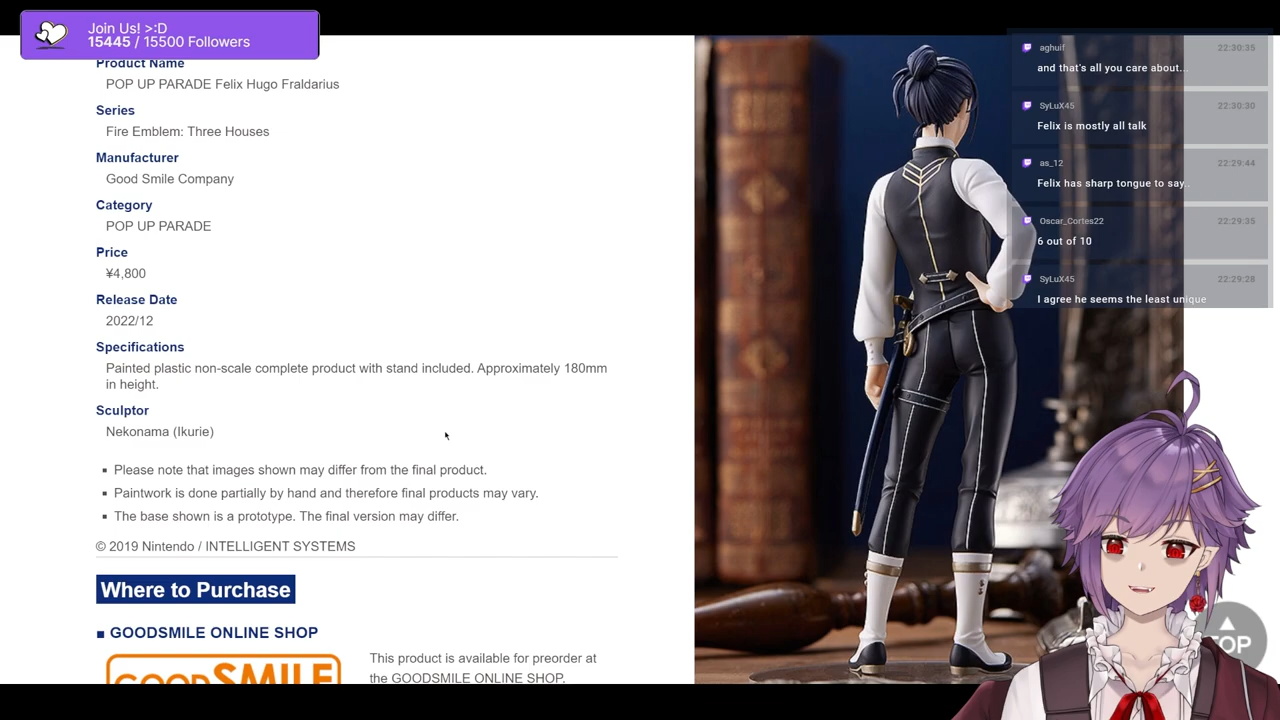 Join Us! >:D
15445 / 15500 Followers
Product Name
POP UP PARADE Felix Hugo Fraldarius
Series
Fire Emblem: Three Houses
Manufacturer
Good Smile Company
Category
POP UP PARADE
Price
¥4,800
Release Date
2022/12
Specifications
Painted plastic non-scale complete product with stand included. Approximately 180mm
in height.
Sculptor
Nekonama (Ikurie)
▪ Please note that images shown may differ from the final product.
▪ Paintwork is done partially by hand and therefore final products may vary.
▪ The base shown is a prototype. The final version may differ.
© 2019 Nintendo / INTELLIGENT SYSTEMS
Where to Purchase
■ GOODSMILE ONLINE SHOP
GOODSMILE
This product is available for preorder at
the GOODSMILE ONLINE SHOP.
aghuif 22:30:35
and that's all you care about...
SyLuX45 22:30:30
Felix is mostly all talk
as_12 22:29:44
Felix has sharp tongue to say..
Oscar_Cortes22 22:29:35
6 out of 10
SyLuX45 22:29:28
I agree he seems the least unique
TOP